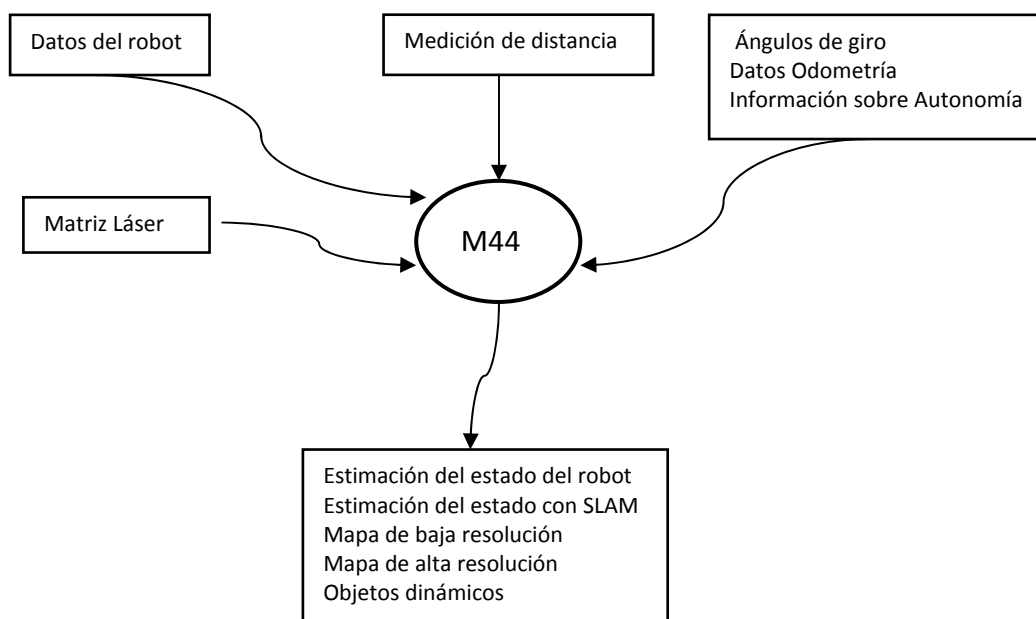 Datos del robot
Medición de distancia
Ángulos de giro
Datos Odometría
Información sobre Autonomía
Matriz Láser
M44
Estimación del estado del robot
Estimación del estado con SLAM
Mapa de baja resolución
Mapa de alta resolución
Objetos dinámicos